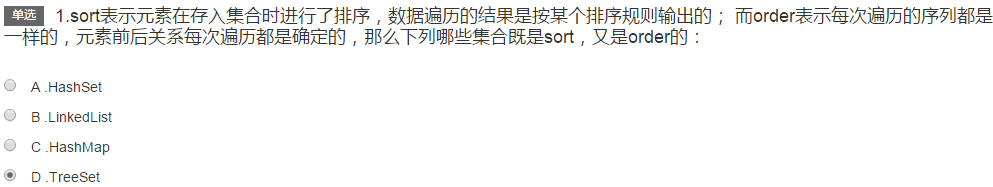 单选 1.sort表示元素在存入集合时进行了排序，数据遍历的结果是按某个排序规则输出的； 而order表示每次遍历的序列都是
一样的，元素前后关系每次遍历都是确定的，那么下列哪些集合既是sort，又是order的：
A .HashSet
B .LinkedList
C .HashMap
D .TreeSet